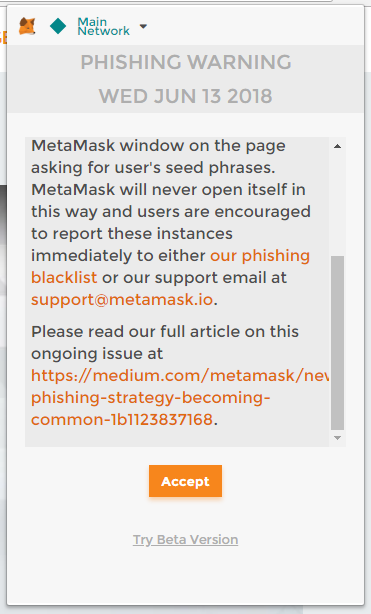 SE
Main
Network
PHISHING WARNING
WED JUN 13 2018
MetaMask window on the page
asking for user's seed phrases.
MetaMask will never open itself in
this way and users are encouraged
to report these instances
immediately to either our phishing
blacklist or our support email at
support@metamask.io.
Please read our full article on this
ongoing issue at
https://medium.com/metamask/nev
phishing-strategy-becoming-
common-1b1123837168.
Accept
Try Beta Version